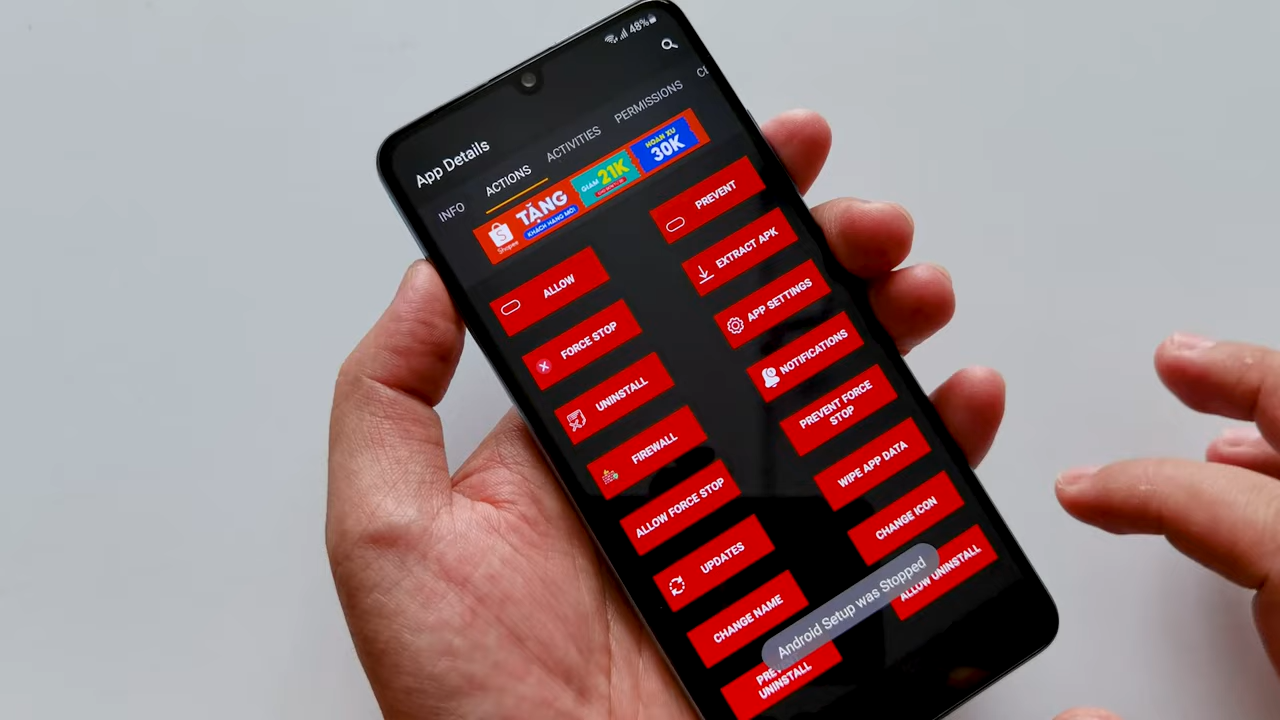 48%
App Details
INFO
ACTIONS
ACTIVITIES
PERMISSIONS
Shopee
TẶNG
KHÁCH HÀNG MỚI
GIẢM
21K
HOÀN XU
30K
ALLOW
PREVENT
FORCE STOP
EXTRACT APK
UNINSTALL
APP SETTINGS
FIREWALL
NOTIFICATIONS
ALLOW FORCE STOP
PREVENT FORCE
STOP
UPDATES
WIPE APP DATA
CHANGE NAME
CHANGE ICON
UNINSTALL
ALLOW UNINSTALL
Android Setup was Stopped